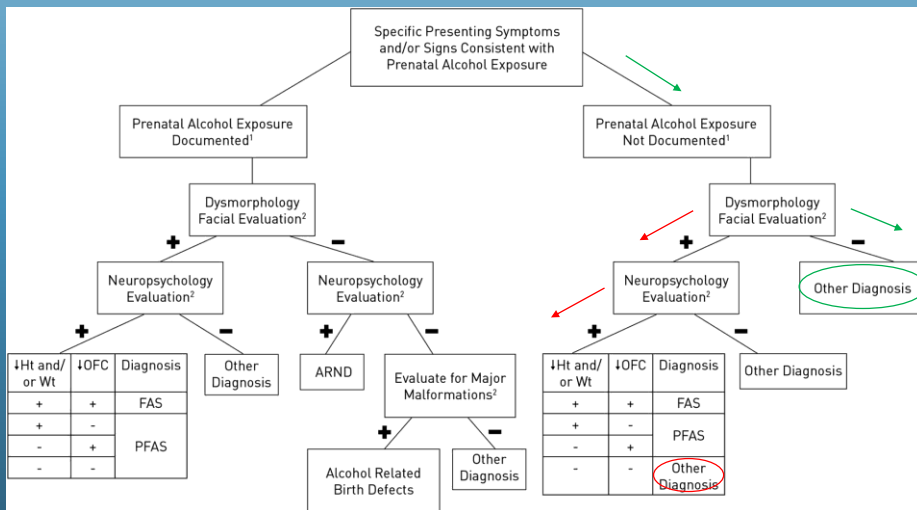 Specific Presenting Symptoms
and/or Signs Consistent with
Prenatal Alcohol Exposure
Prenatal Alcohol Exposure
Documented¹
Prenatal Alcohol Exposure
Not Documented¹
Dysmorphology
Facial Evaluation²
Dysmorphology
Facial Evaluation²
+
−
+
−
Neuropsychology
Evaluation²
Neuropsychology
Evaluation²
Neuropsychology
Evaluation²
Other Diagnosis
+
−
+
−
+
−
↓Ht and/
or Wt
↓OFC
Diagnosis
+ + FAS
+ -
PFAS
- +
- -
Other
Diagnosis
ARND
Evaluate for Major
Malformations²
+
−
Alcohol Related
Birth Defects
Other
Diagnosis
↓Ht and/
or Wt
↓OFC
Diagnosis
+ + FAS
+ -
PFAS
- +
- -
Other
Diagnosis
Other Diagnosis